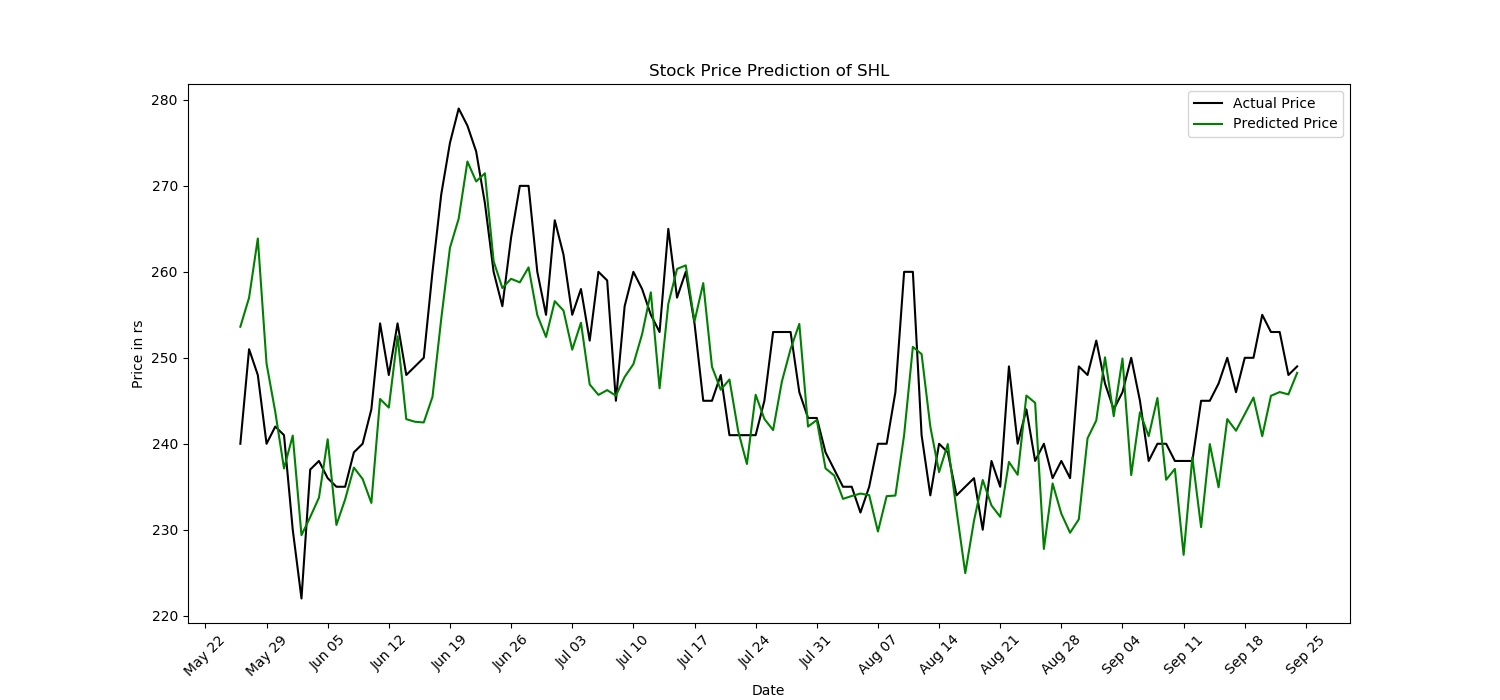 Stock Price Prediction of SHL
Actual Price
Predicted Price
Price in rs
280
270
260
250
240
230
220
May 22
May 29
Jun 05
Jun 12
Jun 19
Jun 26
Jul 03
Jul 10
Jul 17
Jul 24
Jul 31
Aug 07
Aug 14
Aug 21
Aug 28
Sep 04
Sep 11
Sep 18
Sep 25
Date